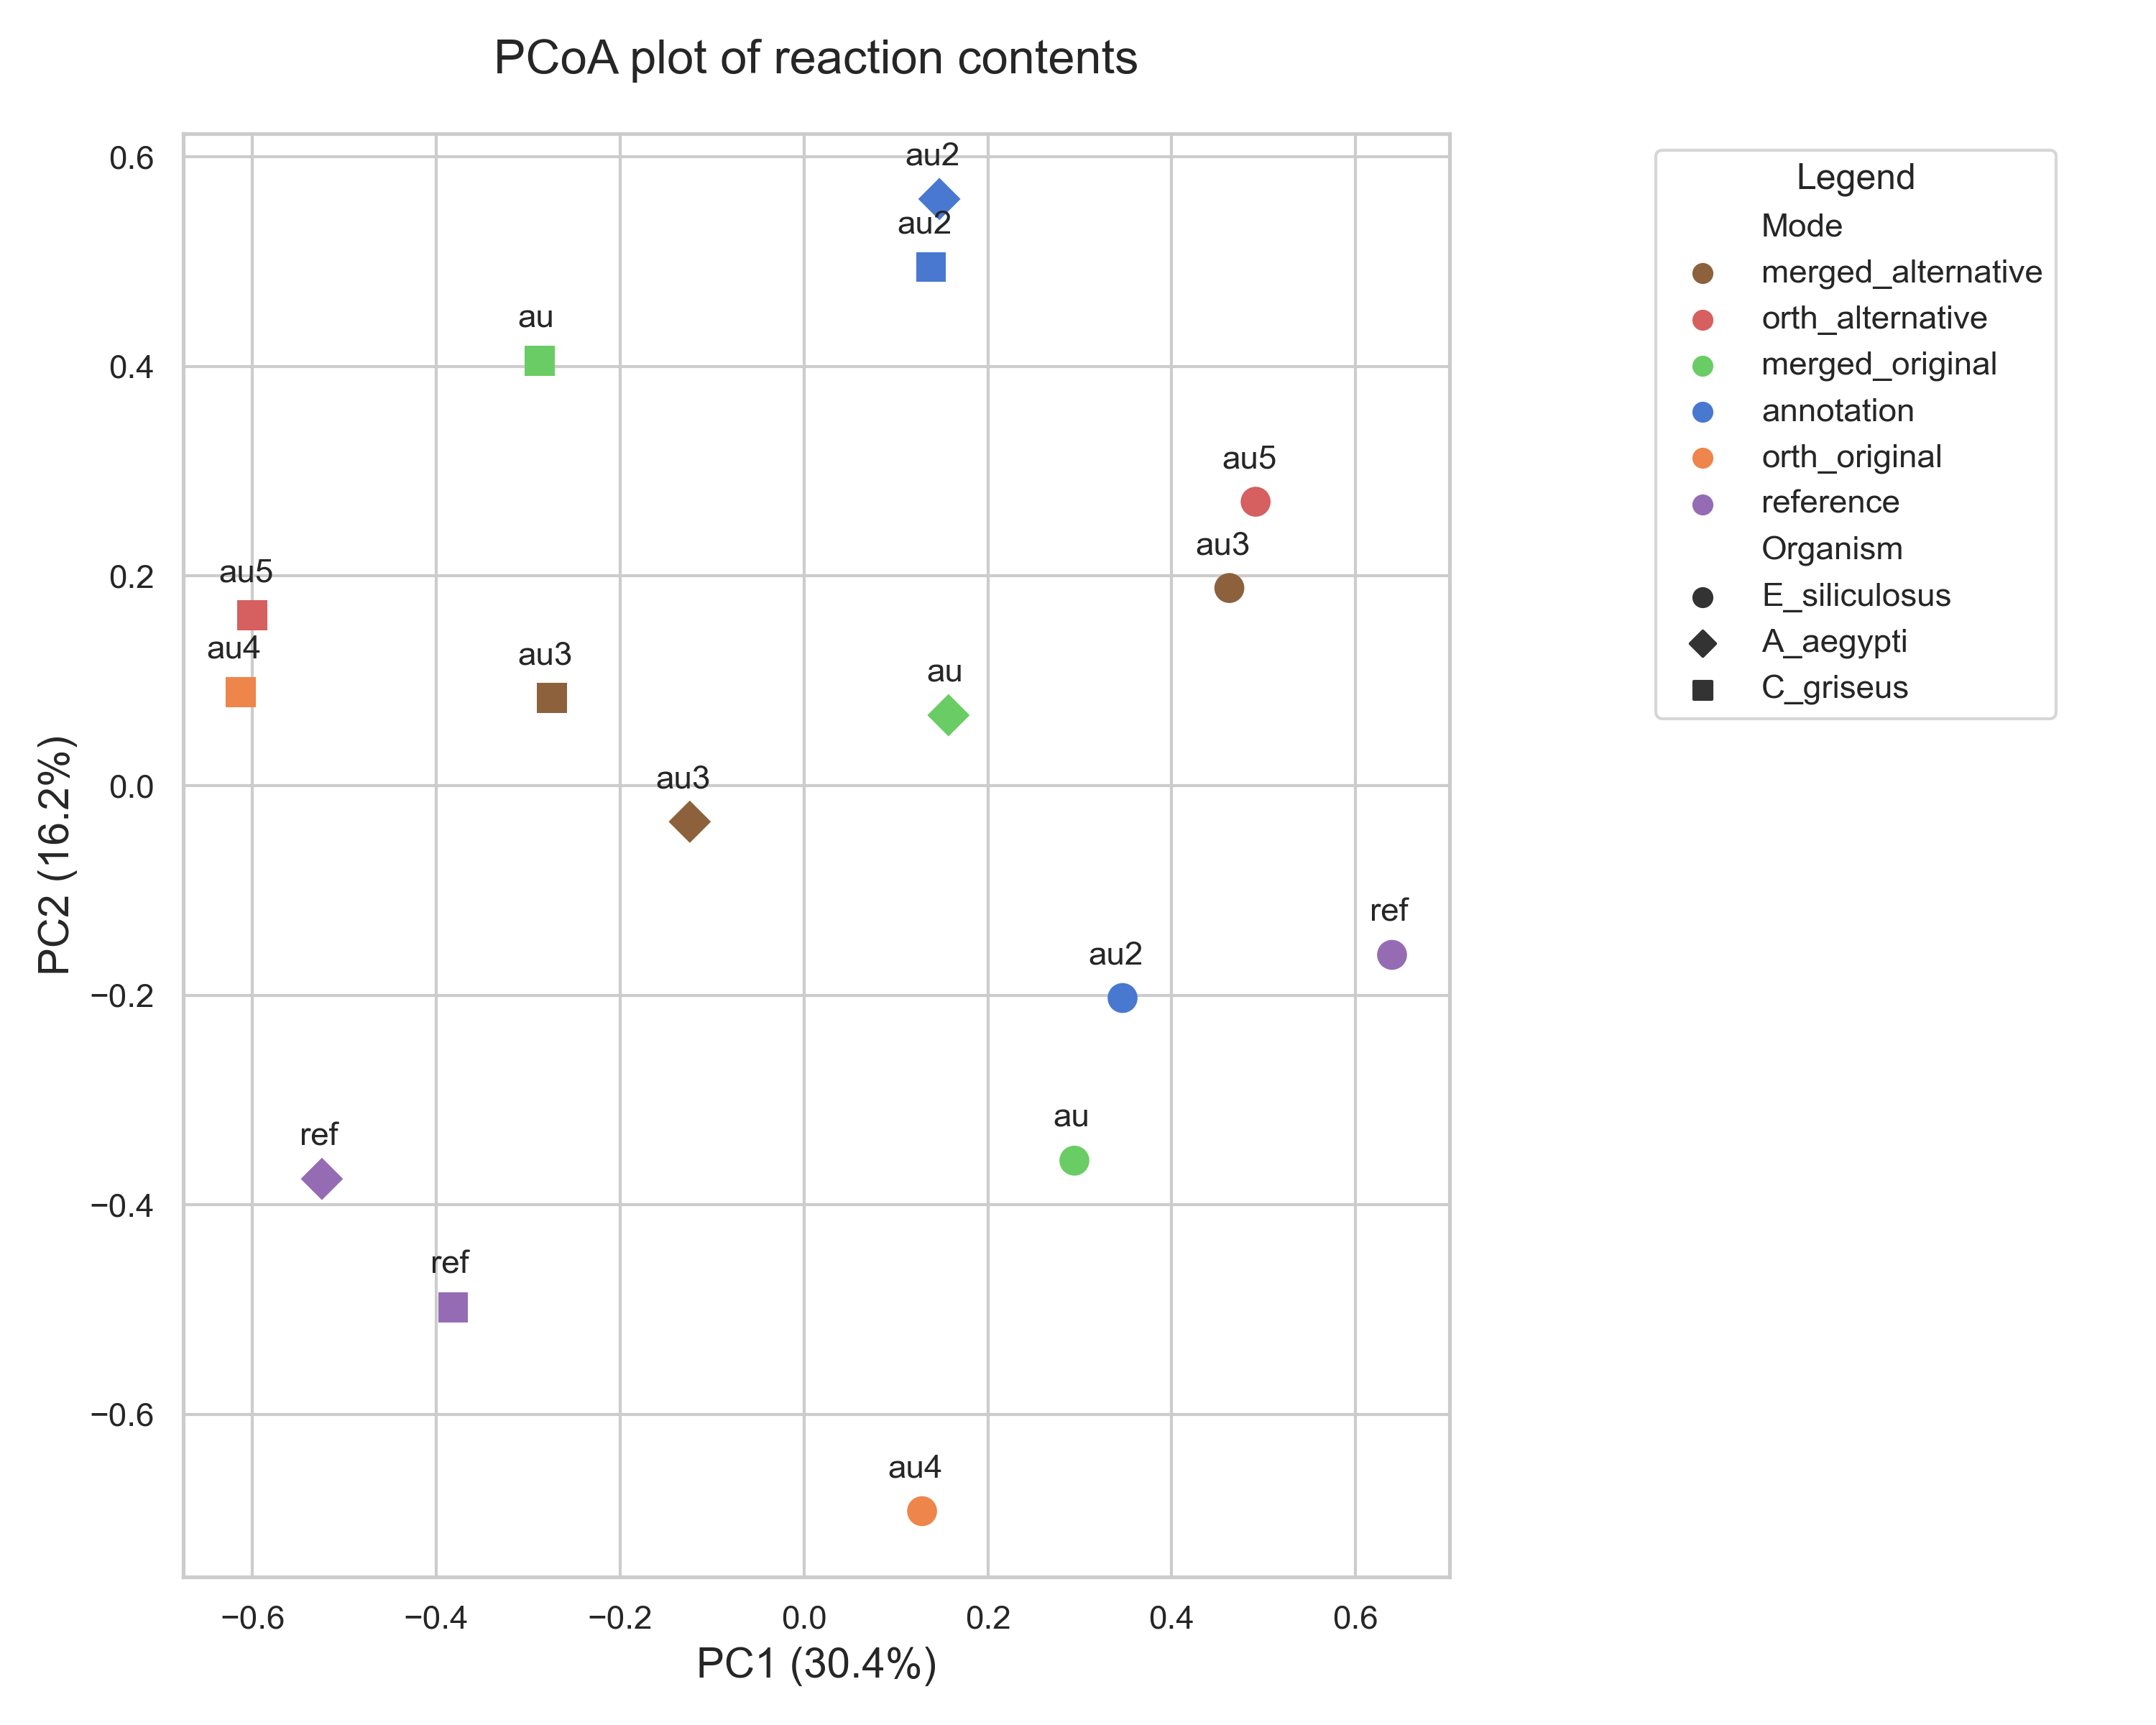 PCoA plot of reaction contents
0.6
0.4
0.2
0.0
−0.2
−0.4
−0.6
PC2 (16.2%)
au2
au2
au
au5
au3
au5
au4
au3
au
au3
ref
au2
au
ref
ref
au4
−0.6
−0.4
−0.2
0.0
0.2
0.4
0.6
PC1 (30.4%)
Legend
Mode
merged_alternative
orth_alternative
merged_original
annotation
orth_original
reference
Organism
E_siliculosus
A_aegypti
C_griseus